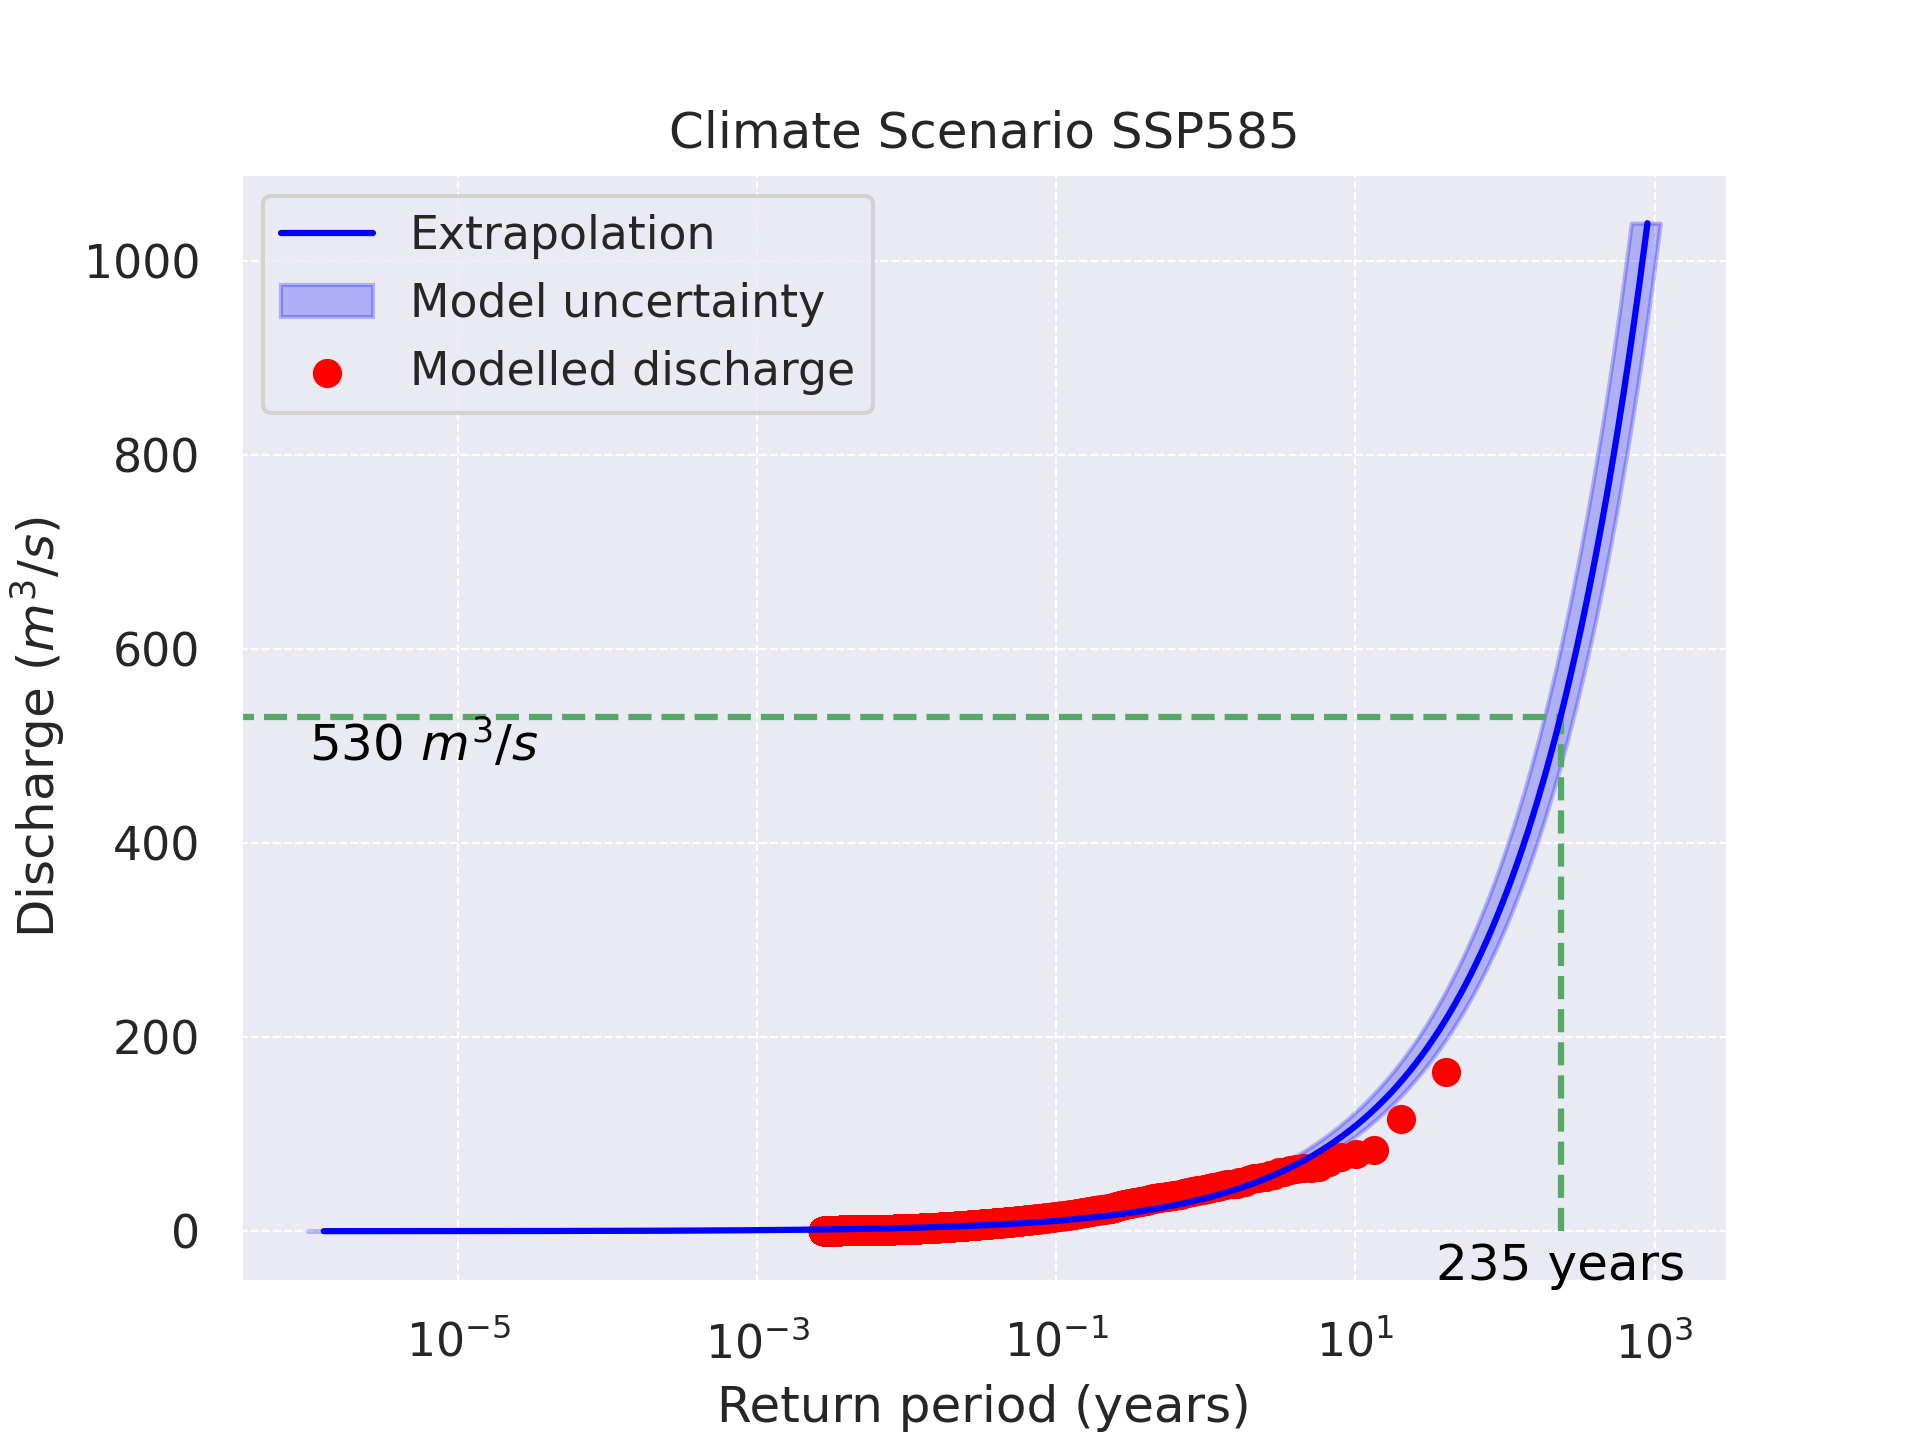 Climate Scenario SSP585
Extrapolation
Model uncertainty
Modelled discharge
1000
800
600
400
200
0
Discharge (m³/s)
530 m³/s
235 years
10⁻⁵
10⁻³
10⁻¹
10¹
10³
Return period (years)